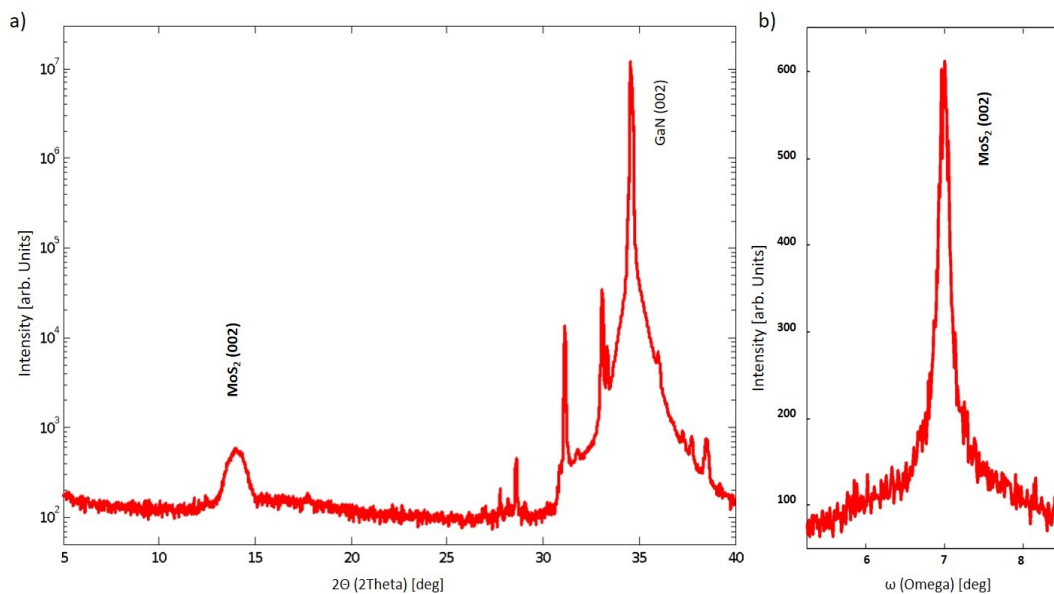 a)
b)
10⁷
10⁶
10⁵
10⁴
10³
10²
Intensity [arb. Units]
MoS₂ (002)
GaN (002)
5 10 15 20 25 30 35 40
2Θ (2Theta) [deg]
600
500
400
300
200
100
Intensity [arb. Units]
MoS₂ (002)
6 7 8
ω (Omega) [deg]